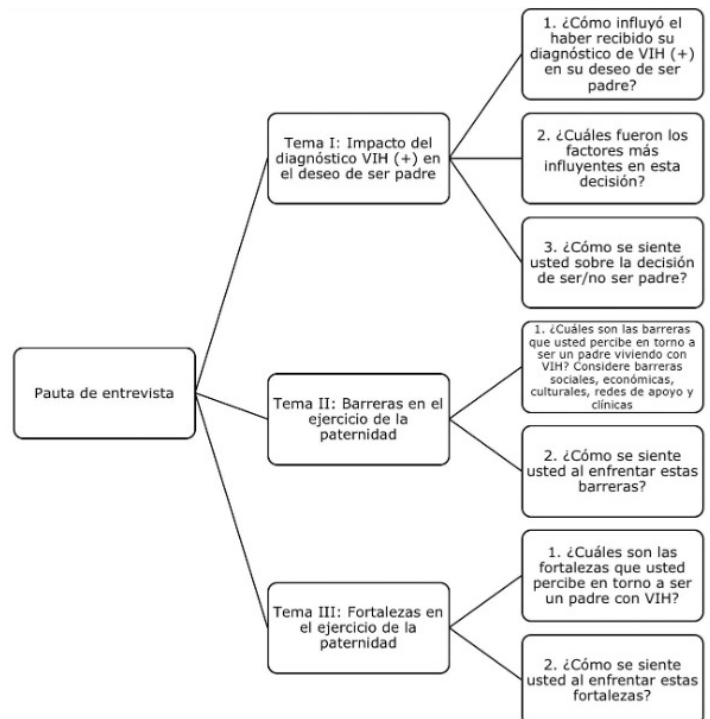 Pauta de entrevista
Tema I: Impacto del
diagnóstico VIH (+) en
el deseo de ser padre
1. ¿Cómo influyó el
haber recibido su
diagnóstico de VIH (+)
en su deseo de ser
padre?
2. ¿Cuáles fueron los
factores más
influyentes en esta
decisión?
3. ¿Cómo se siente
usted sobre la decisión
de ser/no ser padre?
Tema II: Barreras en el
ejercicio de la
paternidad
1. ¿Cuáles son las barreras
que usted percibe en torno a
ser un padre viviendo con
VIH? Considere barreras
sociales, económicas,
culturales, redes de apoyo y
clínicas
2. ¿Cómo se siente
usted al enfrentar estas
barreras?
Tema III: Fortalezas en
el ejercicio de la
paternidad
1. ¿Cuáles son las
fortalezas que usted
percibe en torno a ser
un padre con VIH?
2. ¿Cómo se siente
usted al enfrentar estas
fortalezas?